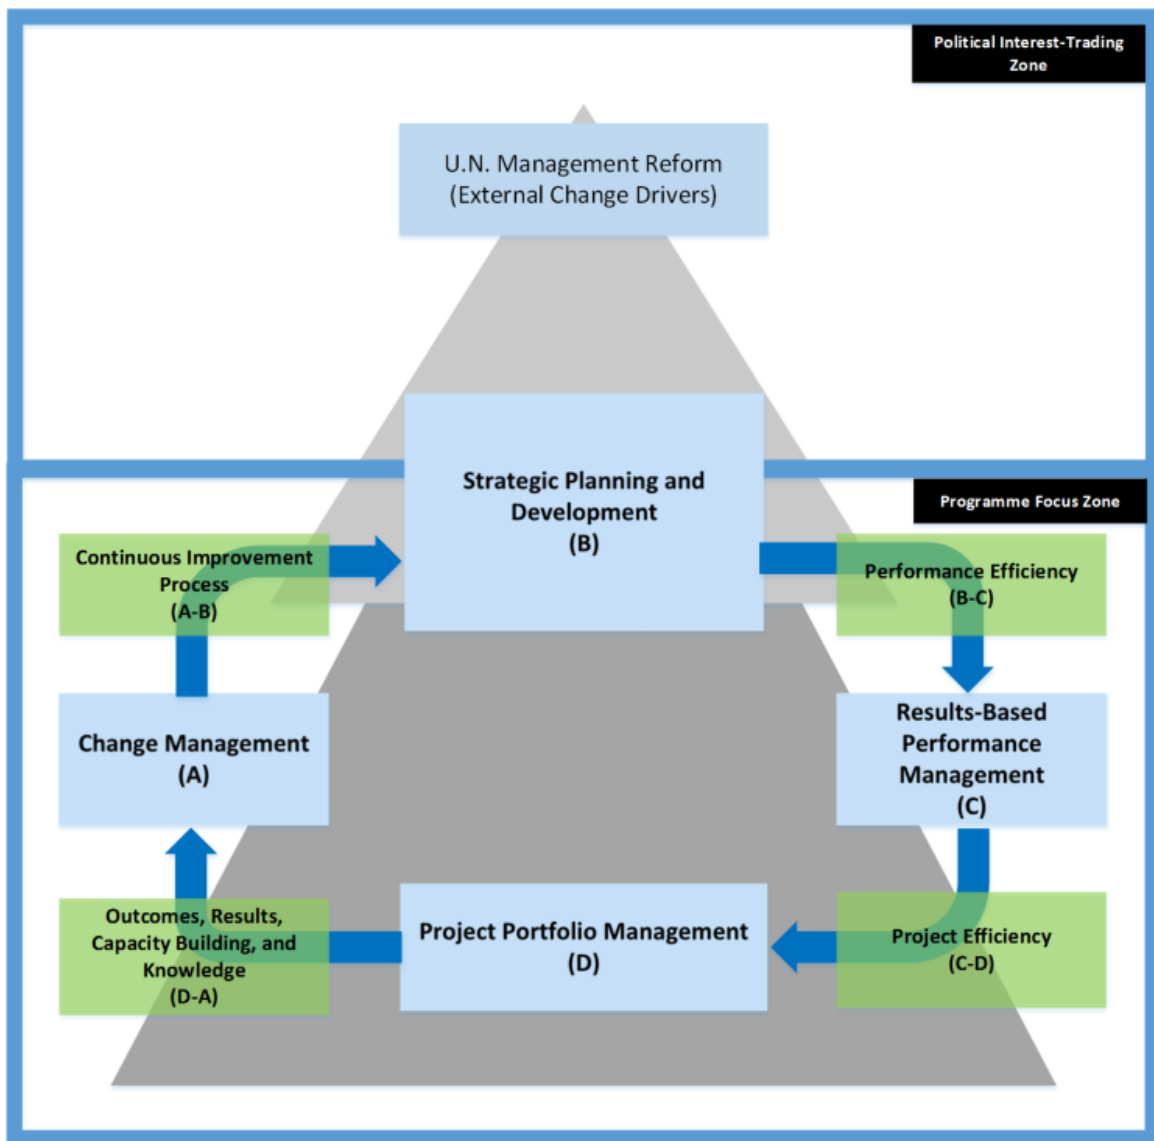 Political Interest-Trading
Zone
U.N. Management Reform
(External Change Drivers)
Strategic Planning and
Development
(B)
Programme Focus Zone
Continuous Improvement
Process
(A-B)
Performance Efficiency
(B-C)
Change Management
(A)
Results-Based
Performance
Management
(C)
Outcomes, Results,
Capacity Building, and
Knowledge
(D-A)
Project Portfolio Management
(D)
Project Efficiency
(C-D)